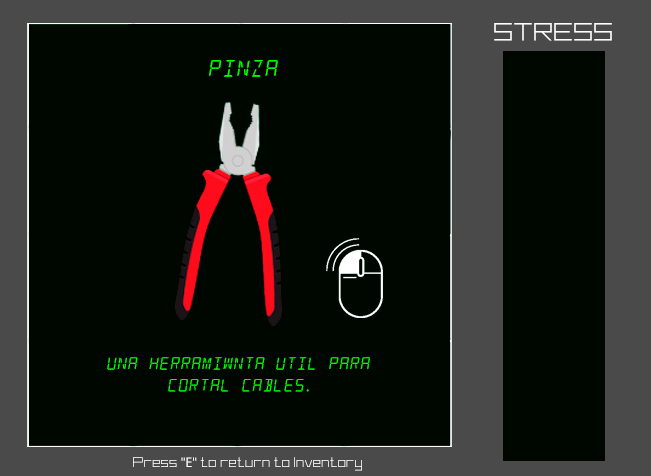 STRESS
PINZA
UNA HERRAMIWNTA UTIL PARA
CORTAL CABLES.
Press "E" to return to Inventory